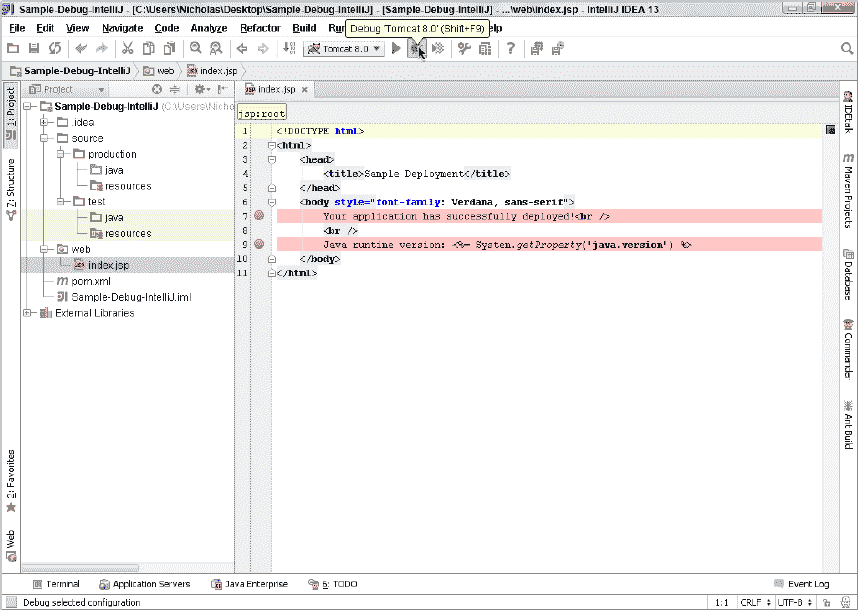 Sample-Debug-IntelliJ - [C:\Users\Nicholas\Desktop\Sample-Debug-IntelliJ] - [Sample-Debug-IntelliJ] - ...\web\index.jsp - IntelliJ IDEA 13
File Edit View Navigate Code Analyze Refactor Build Ru elp
Debug 'Tomcat 8.0' (Shift+F9)
Tomcat 8.0
Sample-Debug-IntelliJ web index.jsp
Project
index.jsp
1: Project
Z: Structure
2: Favorites
Web
Sample-Debug-IntelliJ (C:\Users\Nicho
.idea
source
production
java
resources
test
java
resources
web
index.jsp
pom.xml
Sample-Debug-IntelliJ.iml
External Libraries
jsp:root
1 <!DOCTYPE html>
2 <html>
3 <head>
4 <title>Sample Deployment</title>
5 </head>
6 <body style="font-family: Verdana, sans-serif">
7 Your application has successfully deployed!<br />
8 <br />
9 Java runtime version: <%= System.getProperty('java.version') %>
10 </body>
11 </html>
IDEtalk
Maven Projects
Database
Commander
Ant Build
Terminal Application Servers Java Enterprise 6: TODO Event Log
Debug selected configuration 1:1 CRLF UTF-8